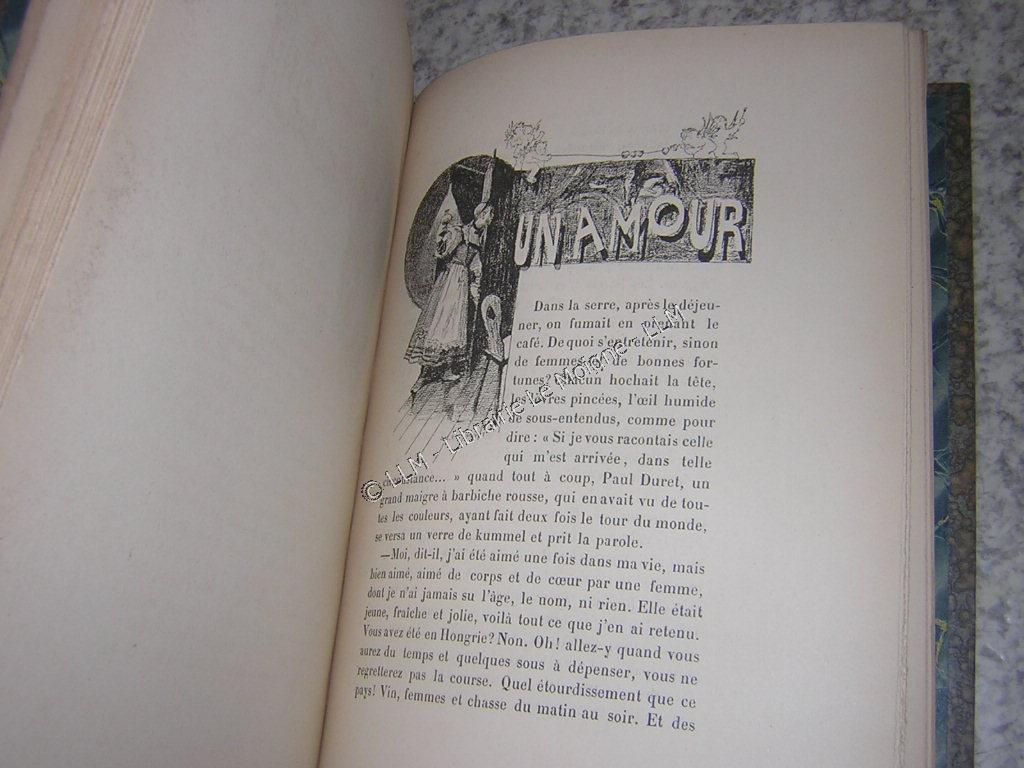 UN AMOUR
Dans la serre, après le déjeu-
ner, on fumait en prenant le
café. De quoi s'entretenir, sinon
de femmes et de bonnes for-
tunes? Chacun hochait la tête,
les lèvres pincées, l'œil humide
de sous-entendus, comme pour
dire: « Si je vous racontais celle
qui m'est arrivée, dans telle
circonstance... » quand tout à coup, Paul Duret, un
grand maigre à barbiche rousse, qui en avait vu de tou-
tes les couleurs, ayant fait deux fois le tour du monde,
se versa un verre de kummel et prit la parole.
—Moi, dit-il, j'ai été aimé une fois dans ma vie, mais
bien aimé, aimé de corps et de cœur par une femme,
dont je n'ai jamais su l'âge, le nom, ni rien. Elle était
jeune, fraîche et jolie, voilà tout ce que j'en ai retenu.
Vous avez été en Hongrie? Non. Oh! allez-y quand vous
aurez du temps et quelques sous à dépenser, vous ne
regretterez pas la course. Quel étourdissement que ce
pays! Vin, femmes et chasse du matin au soir. Et des
© LLM - Librairie Le Moigne - LLM